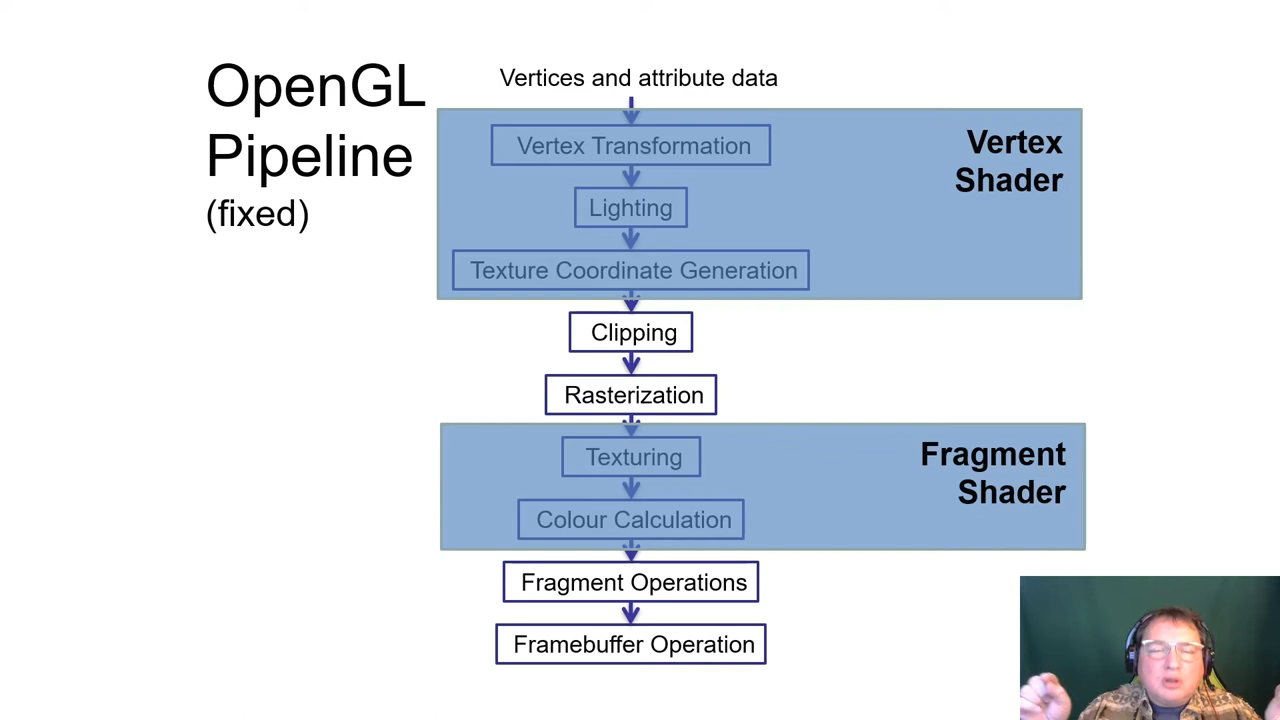 OpenGL
Pipeline
(fixed)
Vertices and attribute data
Vertex Transformation
Lighting
Texture Coordinate Generation
Vertex
Shader
Clipping
Rasterization
Texturing
Colour Calculation
Fragment
Shader
Fragment Operations
Framebuffer Operation